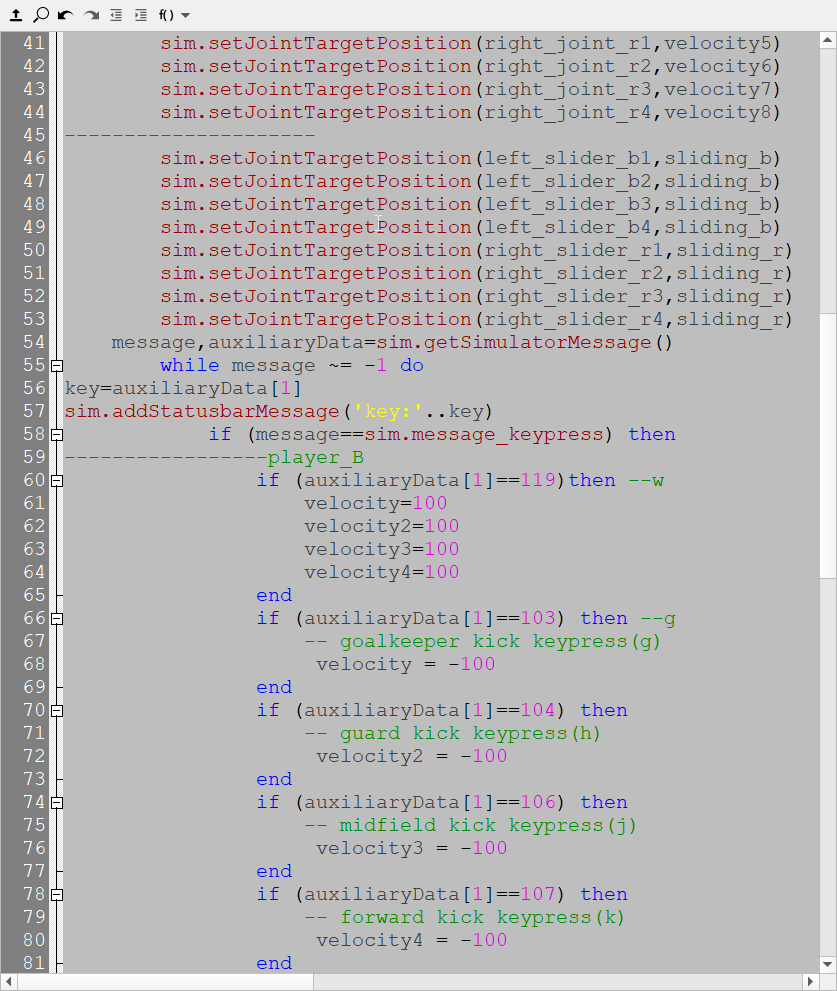 f()
41 sim.setJointTargetPosition(right_joint_r1,velocity5)
42 sim.setJointTargetPosition(right_joint_r2,velocity6)
43 sim.setJointTargetPosition(right_joint_r3,velocity7)
44 sim.setJointTargetPosition(right_joint_r4,velocity8)
45 ---------------------
46 sim.setJointTargetPosition(left_slider_b1,sliding_b)
47 sim.setJointTargetPosition(left_slider_b2,sliding_b)
48 sim.setJointTargetPosition(left_slider_b3,sliding_b)
49 sim.setJointTargetPosition(left_slider_b4,sliding_b)
50 sim.setJointTargetPosition(right_slider_r1,sliding_r)
51 sim.setJointTargetPosition(right_slider_r2,sliding_r)
52 sim.setJointTargetPosition(right_slider_r3,sliding_r)
53 sim.setJointTargetPosition(right_slider_r4,sliding_r)
54 message,auxiliaryData=sim.getSimulatorMessage()
55 while message ~= -1 do
56 key=auxiliaryData[1]
57 sim.addStatusbarMessage('key:'..key)
58 if (message==sim.message_keypress) then
59 -----------------player_B
60 if (auxiliaryData[1]==119)then --w
61 velocity=100
62 velocity2=100
63 velocity3=100
64 velocity4=100
65 end
66 if (auxiliaryData[1]==103) then --g
67 -- goalkeeper kick keypress(g)
68 velocity = -100
69 end
70 if (auxiliaryData[1]==104) then
71 -- guard kick keypress(h)
72 velocity2 = -100
73 end
74 if (auxiliaryData[1]==106) then
75 -- midfield kick keypress(j)
76 velocity3 = -100
77 end
78 if (auxiliaryData[1]==107) then
79 -- forward kick keypress(k)
80 velocity4 = -100
81 end